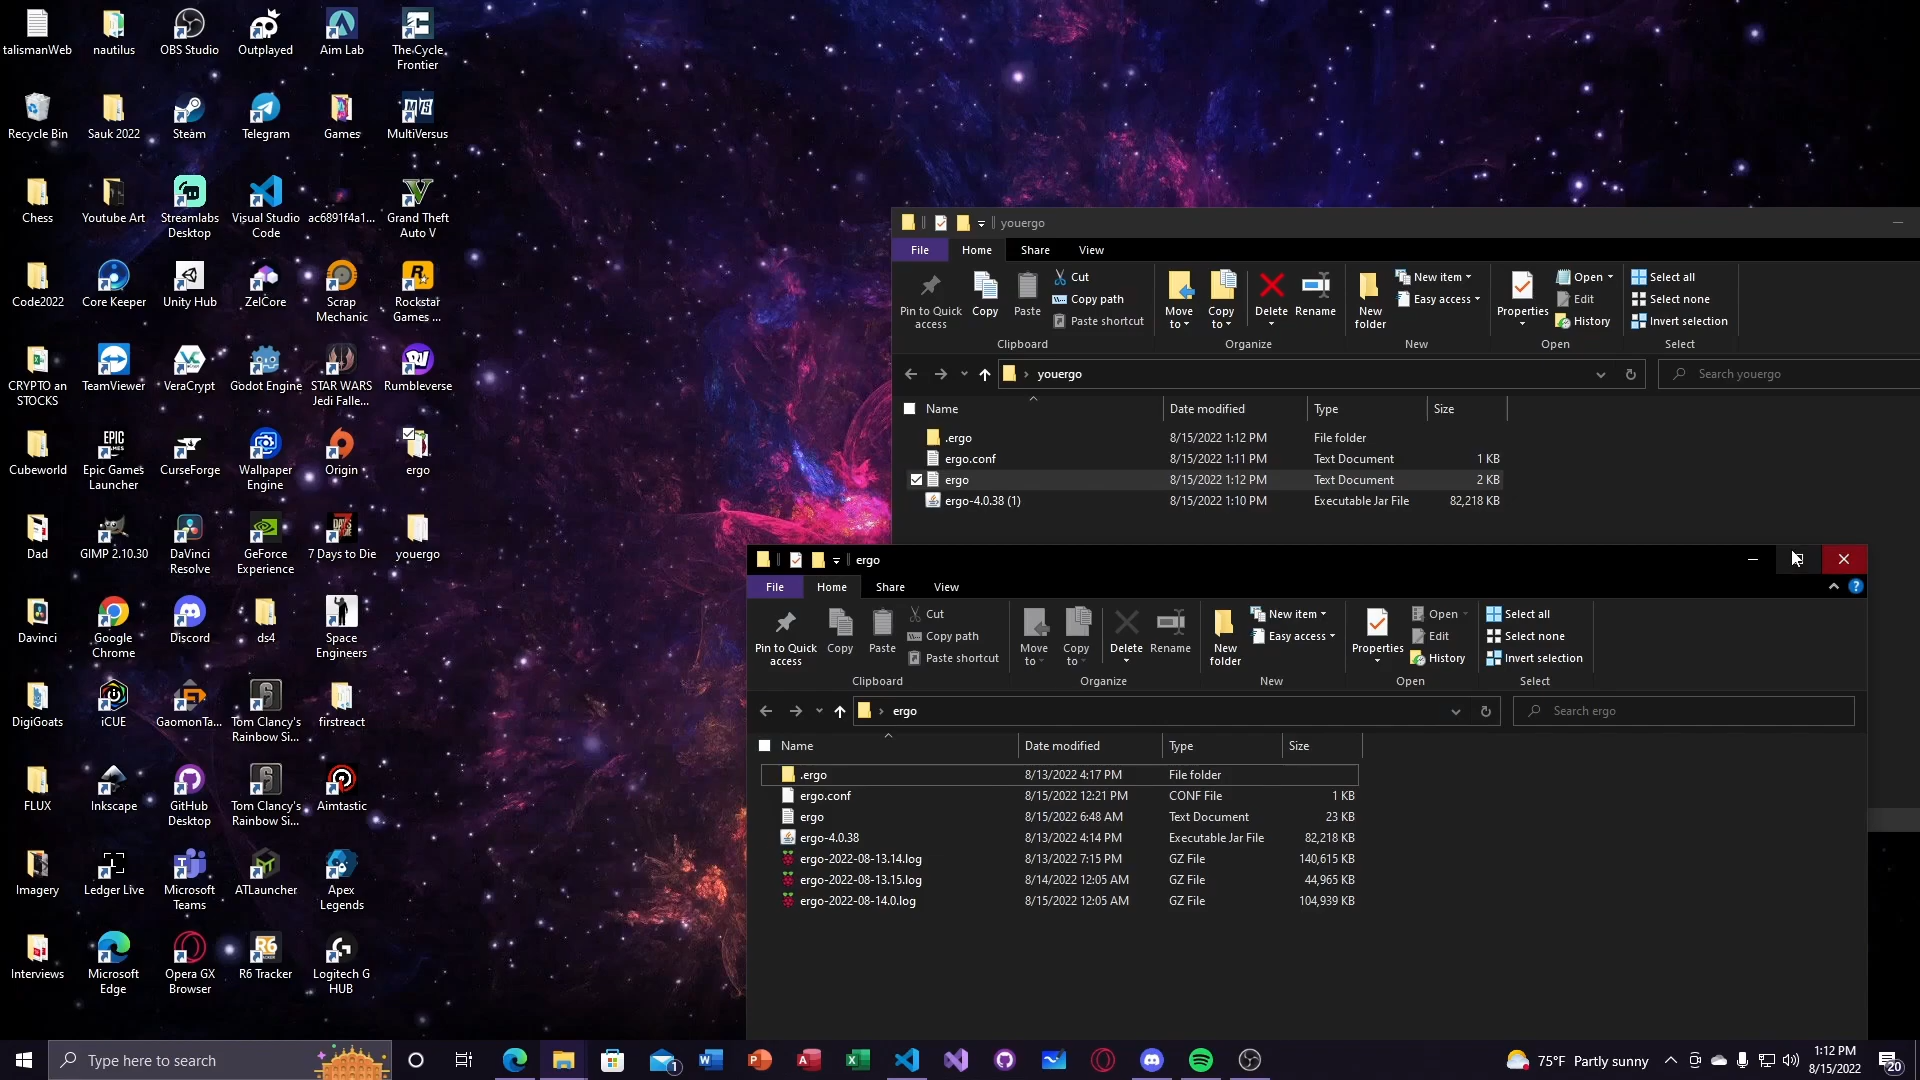 talismanWeb
nautilus
OBS Studio
Outplayed
Aim Lab
The Cycle
Frontier
Recycle Bin
Sauk 2022
Steam
Telegram
Games
MultiVersus
Chess
Youtube Art
Streamlabs
Desktop
Visual Studio
Code
ac6891f4a1...
Grand Theft
Auto V
Code2022
Core Keeper
Unity Hub
ZelCore
Scrap
Mechanic
Rockstar
Games ...
CRYPTO an
STOCKS
TeamViewer
VeraCrypt
Godot Engine
STAR WARS
Jedi Falle...
Rumbleverse
Cubeworld
Epic Games
Launcher
CurseForge
Wallpaper
Engine
Origin
ergo
Dad
GIMP 2.10.30
DaVinci
Resolve
GeForce
Experience
7 Days to Die
youergo
Davinci
Google
Chrome
Discord
ds4
Space
Engineers
DigiGoats
iCUE
GaomonTa...
Tom Clancy's
Rainbow Si...
firstreact
FLUX
Inkscape
GitHub
Desktop
Tom Clancy's
Rainbow Si...
Aimtastic
Imagery
Ledger Live
Microsoft
Teams
ATLauncher
Apex
Legends
Interviews
Microsoft
Edge
Opera GX
Browser
R6 Tracker
Logitech G
HUB
youergo
File Home Share View
Pin to Quick
access
Copy
Paste
Cut
Copy path
Paste shortcut
Clipboard
Move
to
Copy
to
Delete
Rename
Organize
New
folder
New item
Easy access
New
Properties
Open
Edit
History
Open
Select all
Select none
Invert selection
Select
youergo
Search youergo
Name Date modified Type Size
.ergo 8/15/2022 1:12 PM File folder
ergo.conf 8/15/2022 1:11 PM Text Document 1 KB
ergo 8/15/2022 1:12 PM Text Document 2 KB
ergo-4.0.38 (1) 8/15/2022 1:10 PM Executable Jar File 82,218 KB
ergo
File Home Share View
Pin to Quick
access
Copy
Paste
Cut
Copy path
Paste shortcut
Clipboard
Move
to
Copy
to
Delete
Rename
Organize
New
folder
New item
Easy access
New
Properties
Open
Edit
History
Open
Select all
Select none
Invert selection
Select
ergo
Search ergo
Name Date modified Type Size
.ergo 8/13/2022 4:17 PM File folder
ergo.conf 8/15/2022 12:21 PM CONF File 1 KB
ergo 8/15/2022 6:48 AM Text Document 23 KB
ergo-4.0.38 8/13/2022 4:14 PM Executable Jar File 82,218 KB
ergo-2022-08-13.14.log 8/13/2022 7:15 PM GZ File 140,615 KB
ergo-2022-08-13.15.log 8/14/2022 12:05 AM GZ File 44,965 KB
ergo-2022-08-14.0.log 8/15/2022 12:05 AM GZ File 104,939 KB
Type here to search
75°F Partly sunny
1:12 PM
8/15/2022
20